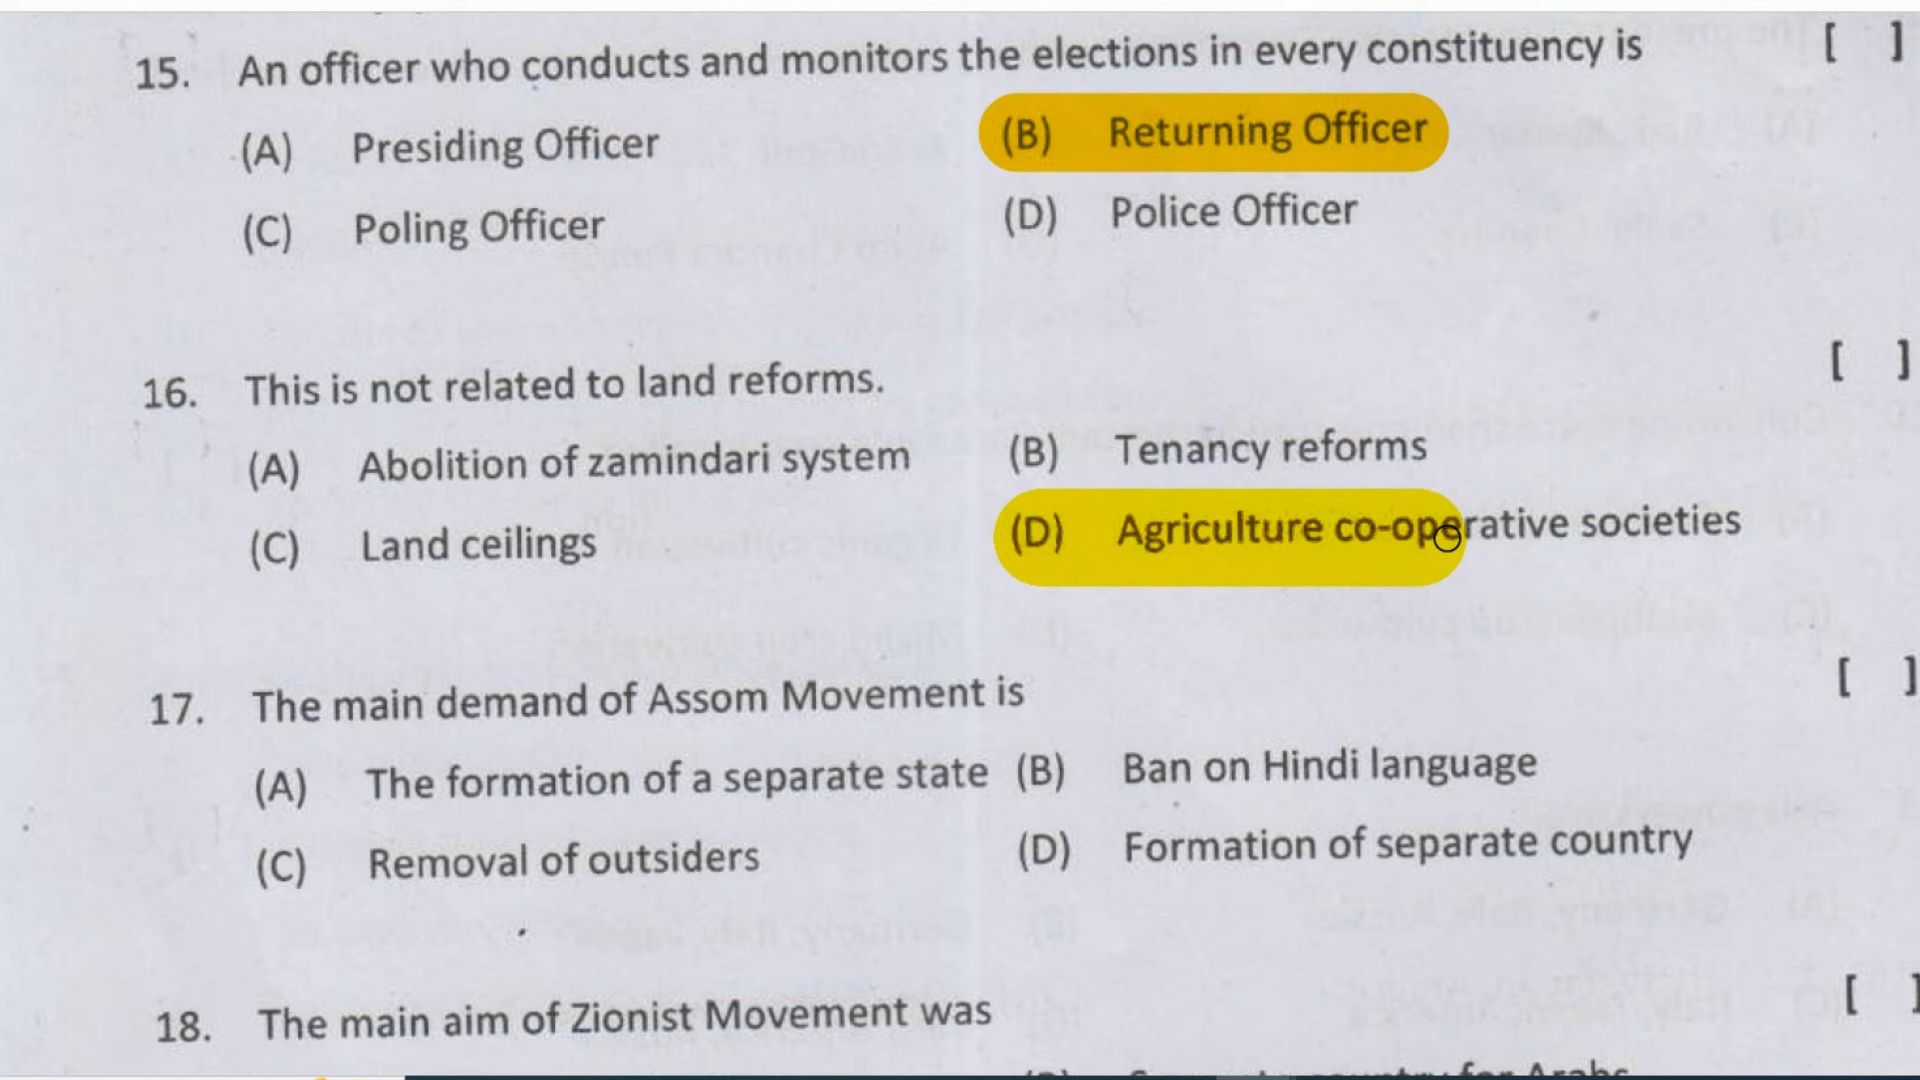 15. An officer who conducts and monitors the elections in every constituency is [ ]
(A) Presiding Officer (B) Returning Officer
(C) Poling Officer (D) Police Officer
16. This is not related to land reforms. [ ]
(A) Abolition of zamindari system (B) Tenancy reforms
(C) Land ceilings (D) Agriculture co-operative societies
17. The main demand of Assom Movement is [ ]
(A) The formation of a separate state (B) Ban on Hindi language
(C) Removal of outsiders (D) Formation of separate country
18. The main aim of Zionist Movement was [ ]
country for Arabs